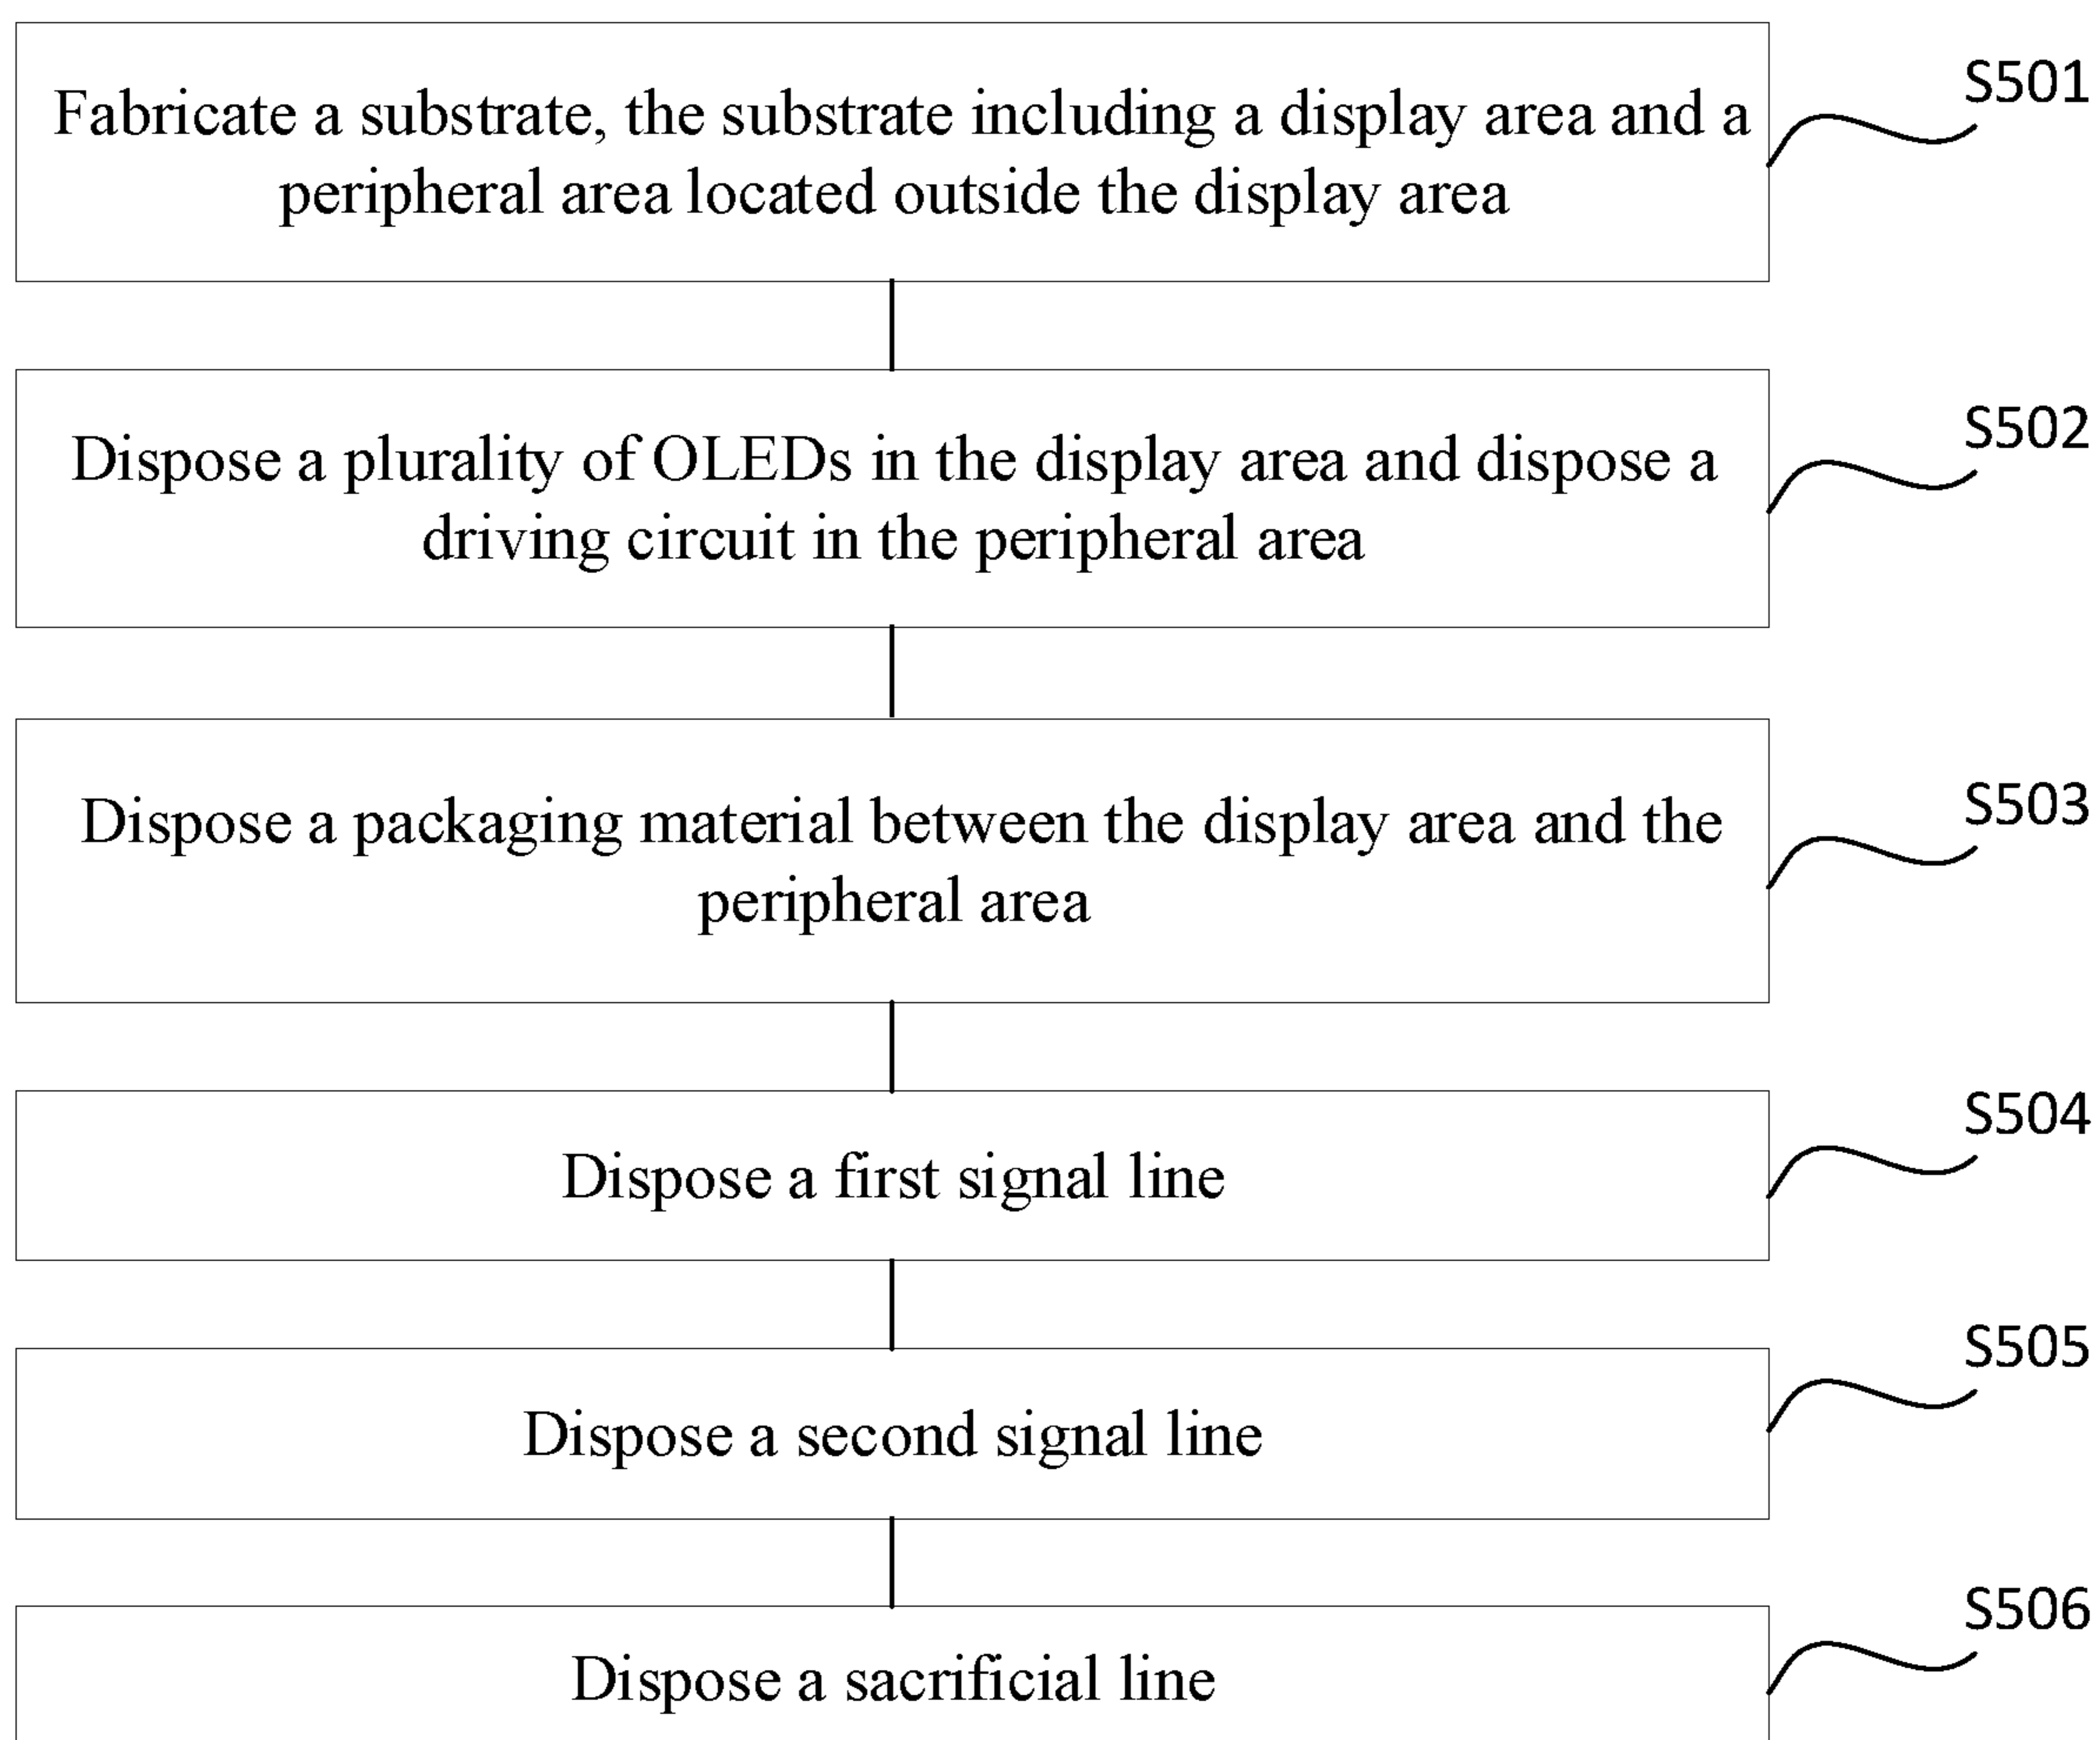 Fabricate a substrate, the substrate including a display area and a
peripheral area located outside the display area
S501
Dispose a plurality of OLEDs in the display area and dispose a
driving circuit in the peripheral area
S502
Dispose a packaging material between the display area and the
peripheral area
S503
Dispose a first signal line
S504
Dispose a second signal line
S505
Dispose a sacrificial line
S506